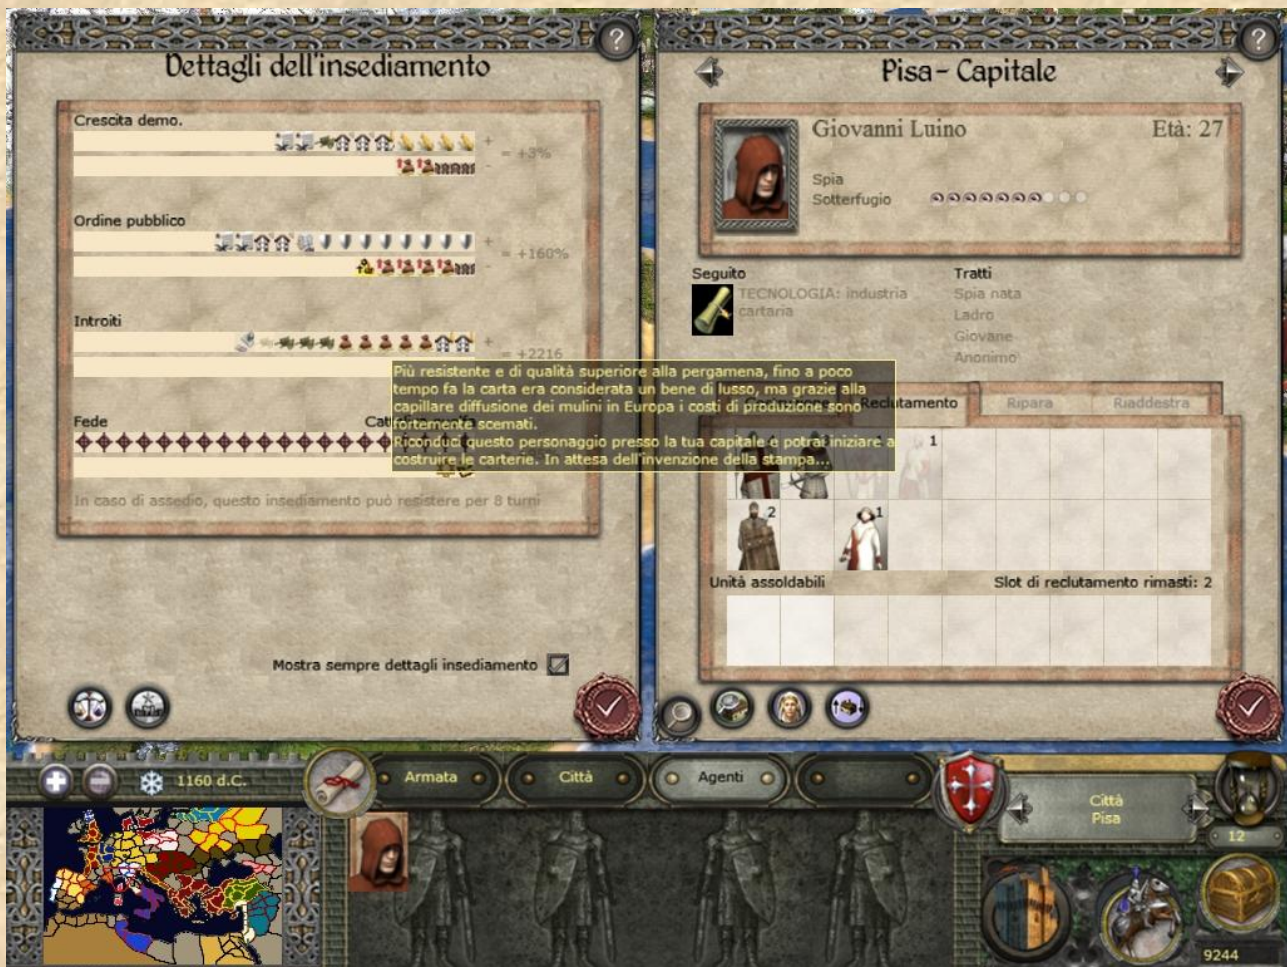 Dettagli dell'insediamento
Crescita demo.
+
= +3%
-
Ordine pubblico
+
= +160%
-
Introiti
+
= +2216
Fede
In caso di assedio, questo insediamento può resistere per 8 turni
Mostra sempre dettagli insediamento
?
?
Pisa - Capitale
Giovanni Luino
Età: 27
Spia
Sotterfugio
Seguito
TECNOLOGIA: industria
cartaria
Tratti
Spia nata
Ladro
Giovane
Anonimo
Più resistente e di qualità superiore alla pergamena, fino a poco
tempo fa la carta era considerata un bene di lusso, ma grazie alla
capillare diffusione dei mulini in Europa i costi di produzione sono
fortemente scemati.
Riconduci questo personaggio presso la tua capitale e potrai iniziare a
costruire le carterie. In attesa dell'invenzione della stampa...
Reclutamento
Ripara
Riaddestra
1
2
1
Unità assoldabili
Slot di reclutamento rimasti: 2
1160 d.C.
Armata
Città
Agenti
Città
Pisa
12
9244